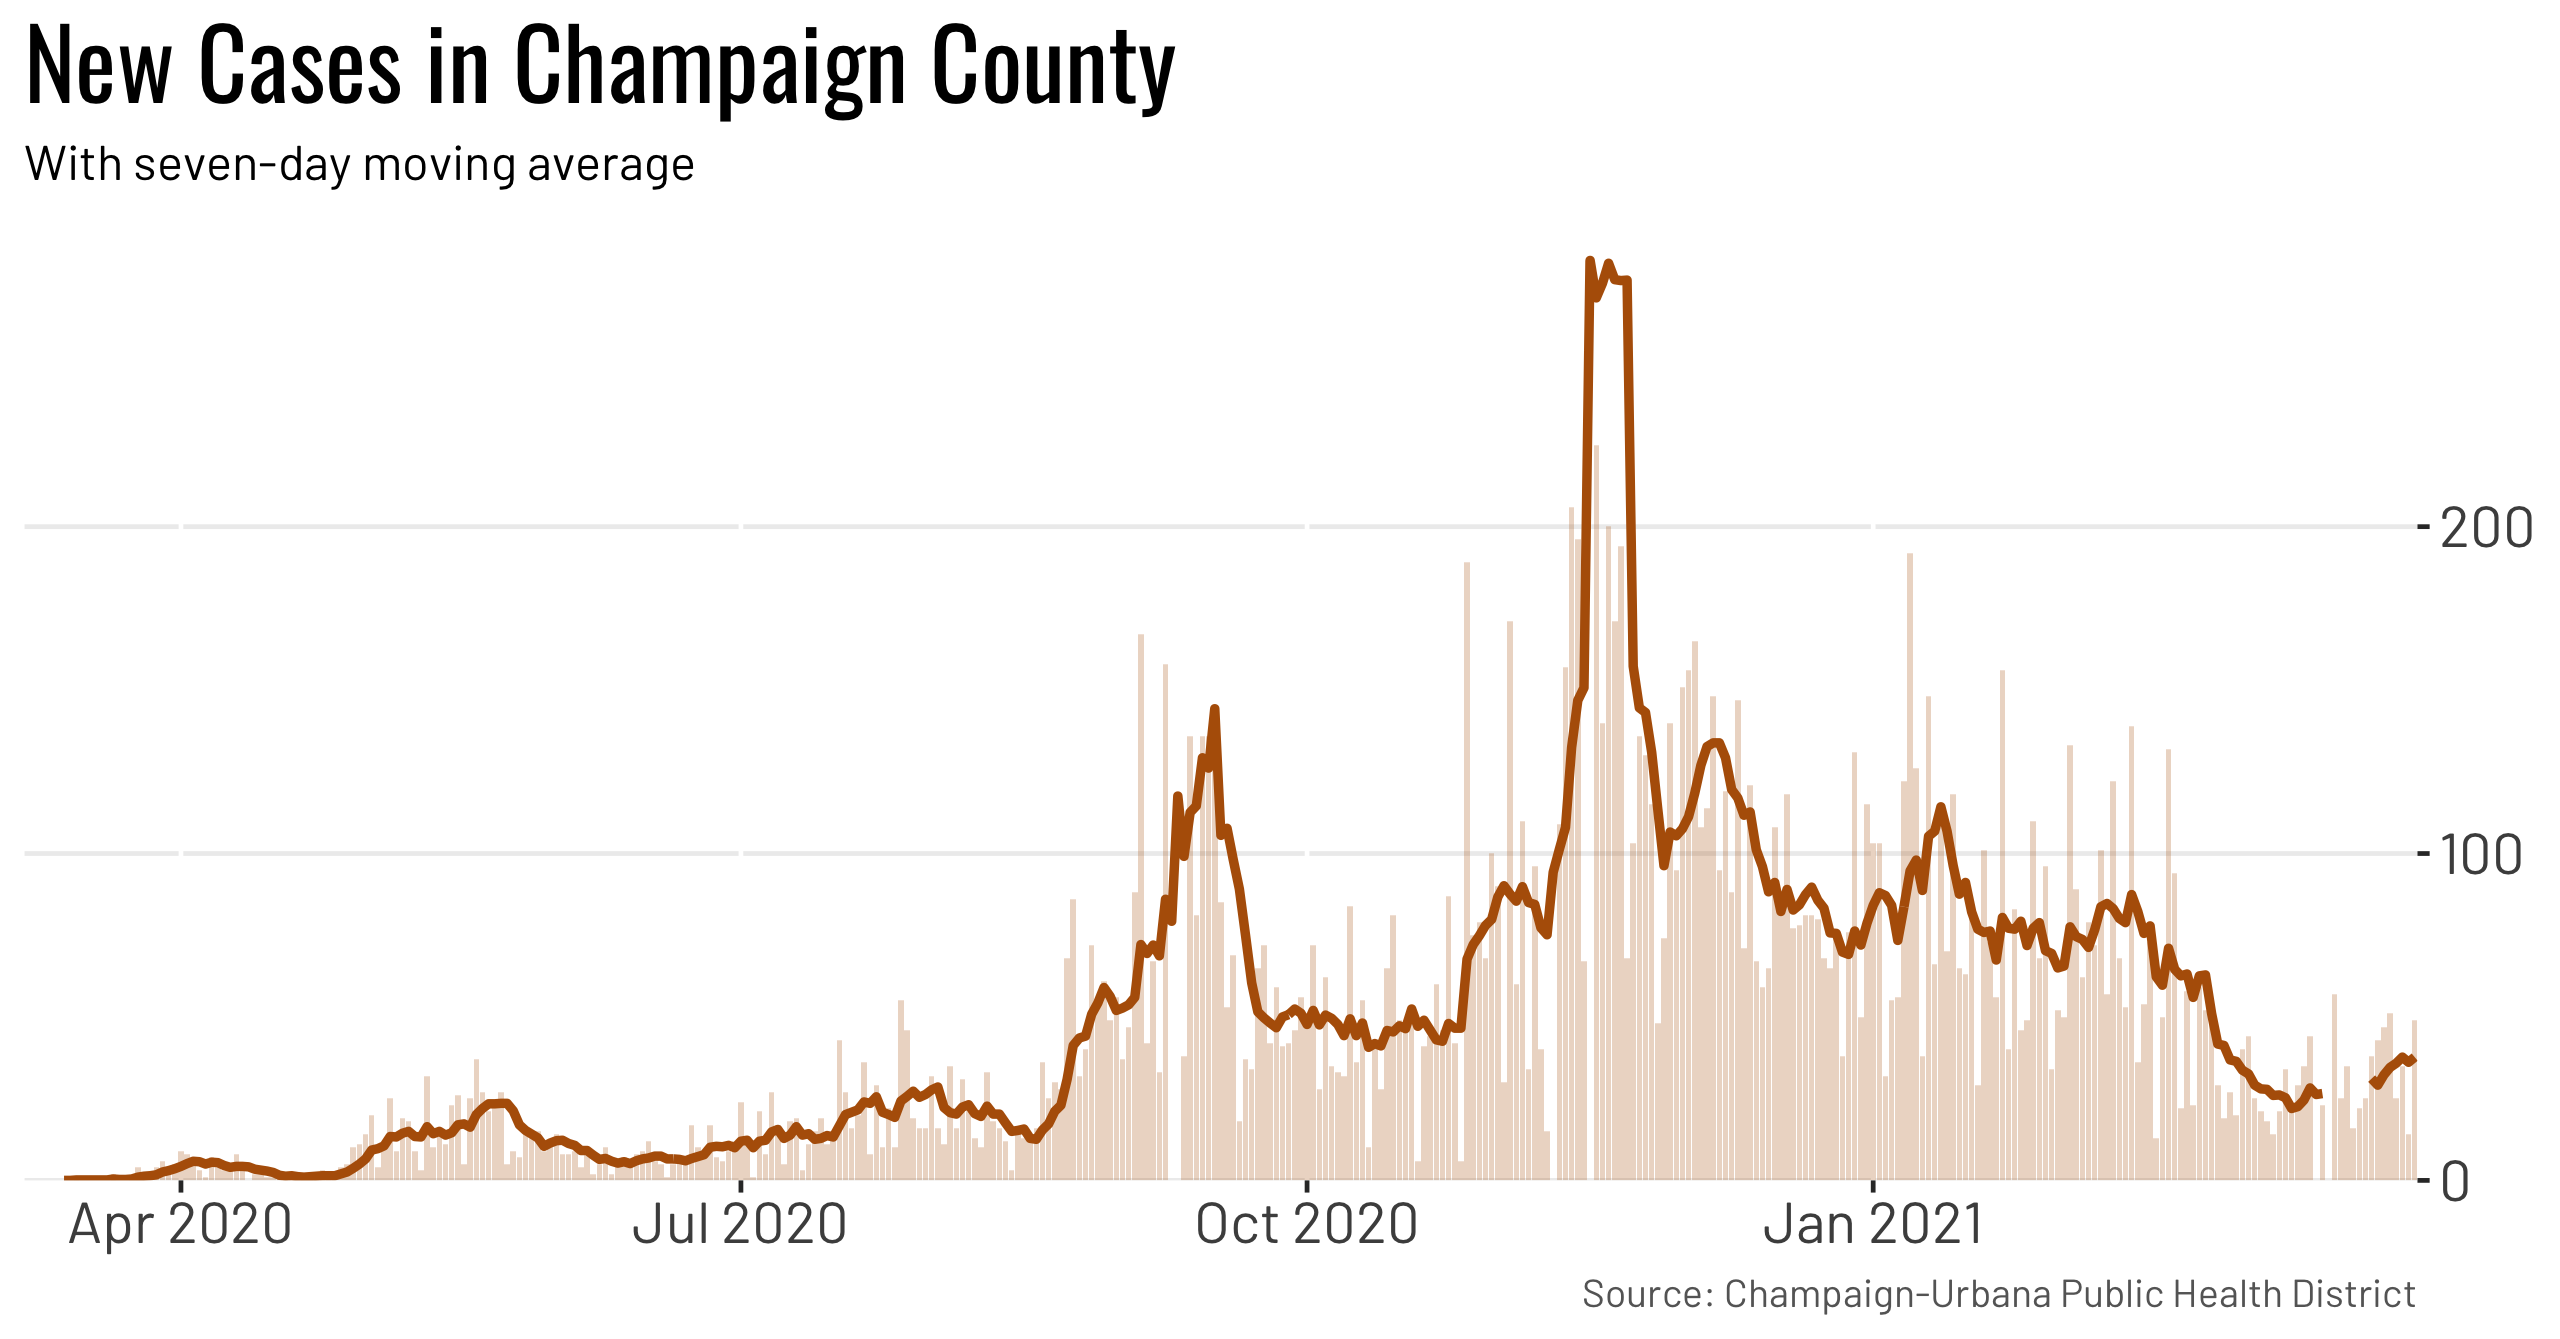 New Cases in Champaign County
With seven-day moving average
200
100
0
Apr 2020 Jul 2020 Oct 2020 Jan 2021
Source: Champaign-Urbana Public Health District